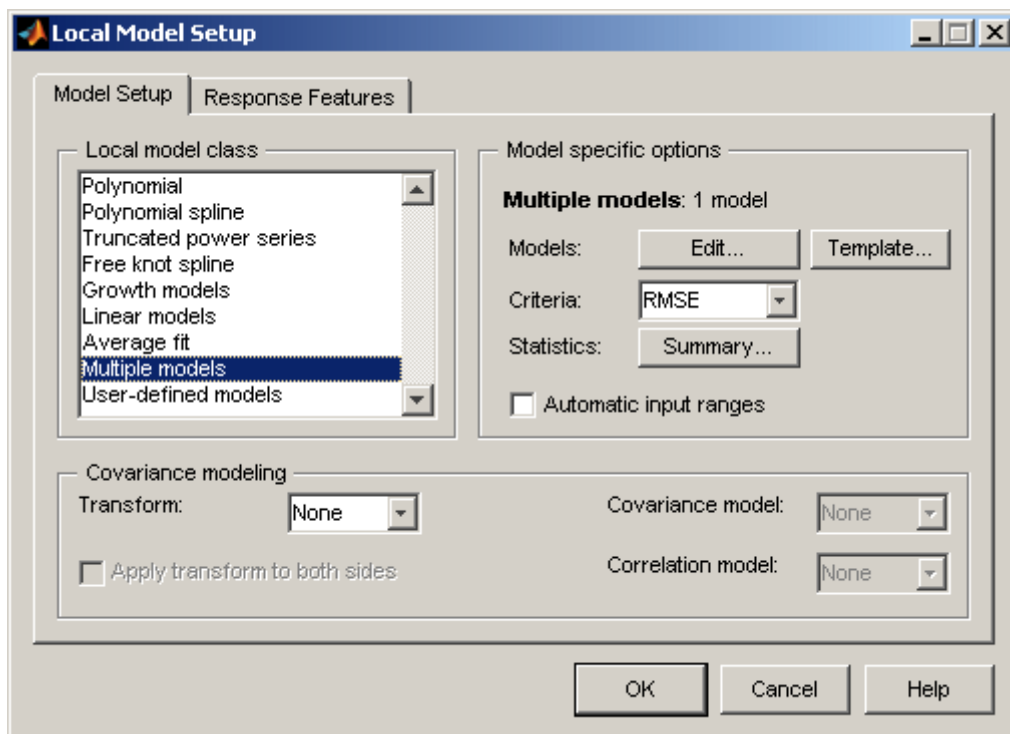 Local Model Setup
Model Setup
Response Features
Local model class
Polynomial
Polynomial spline
Truncated power series
Free knot spline
Growth models
Linear models
Average fit
Multiple models
User-defined models
Model specific options
Multiple models: 1 model
Models: Edit... Template...
Criteria: RMSE
Statistics: Summary...
Automatic input ranges
Covariance modeling
Transform: None
Covariance model: None
Apply transform to both sides
Correlation model: None
OK Cancel Help